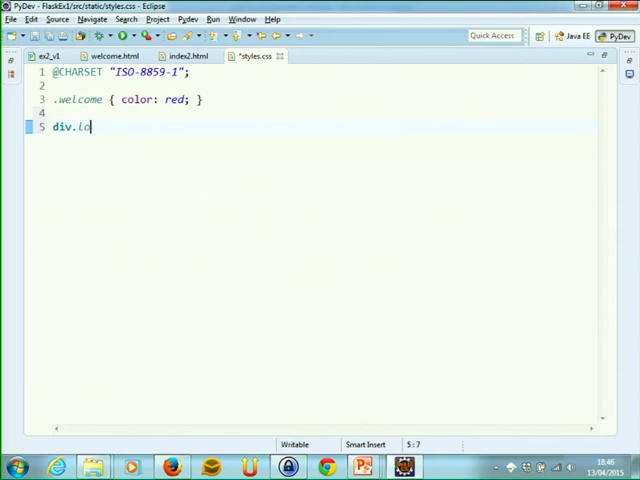 PyDev - FlaskEx1/src/static/styles.css - Eclipse
File Edit Source Navigate Search Project Pydev Run Window Help
Quick Access
Java EE
PyDev
ex2_v1
welcome.html
index2.html
*styles.css
1 @CHARSET "ISO-8859-1";
2
3 .welcome { color: red; }
4
5 div.lo
Writable
Smart Insert
5 : 7
18:46
13/04/2015